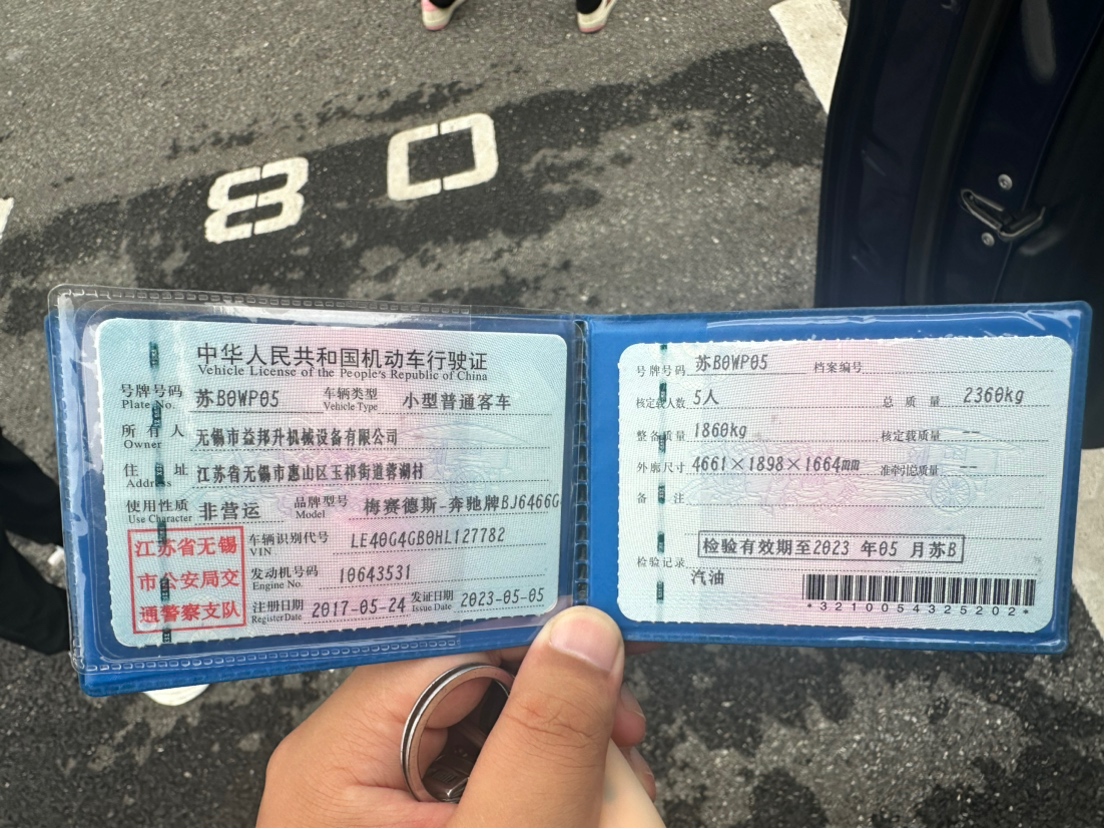 80
中华人民共和国机动车行驶证
Vehicle License of the People's Republic of China
号牌号码 苏B0WP05 车辆类型 小型普通客车
Plate No. Vehicle Type
所有人 无锡市益邦升机械设备有限公司
Owner
住址 江苏省无锡市惠山区玉祁街道蓉湖村
Address
使用性质 非营运 品牌型号 梅赛德斯-奔驰牌BJ6466G
Use Character Model
江苏省无锡
市公安局交
通警察支队
车辆识别代号 LE40G4GB0HL127782
VIN
发动机号码 10643531
Engine No.
注册日期 2017-05-24 发证日期 2023-05-05
Register Date Issue Date
号牌号码 苏B0WP05 档案编号
核定载人数 5人 总质量 2360kg
整备质量 1860kg 核定载质量 --
外廓尺寸 4661×1898×1664mm 准牵引总质量 --
备注
检验记录 检验有效期至2023 年05 月苏B
汽油
*3210054325202*